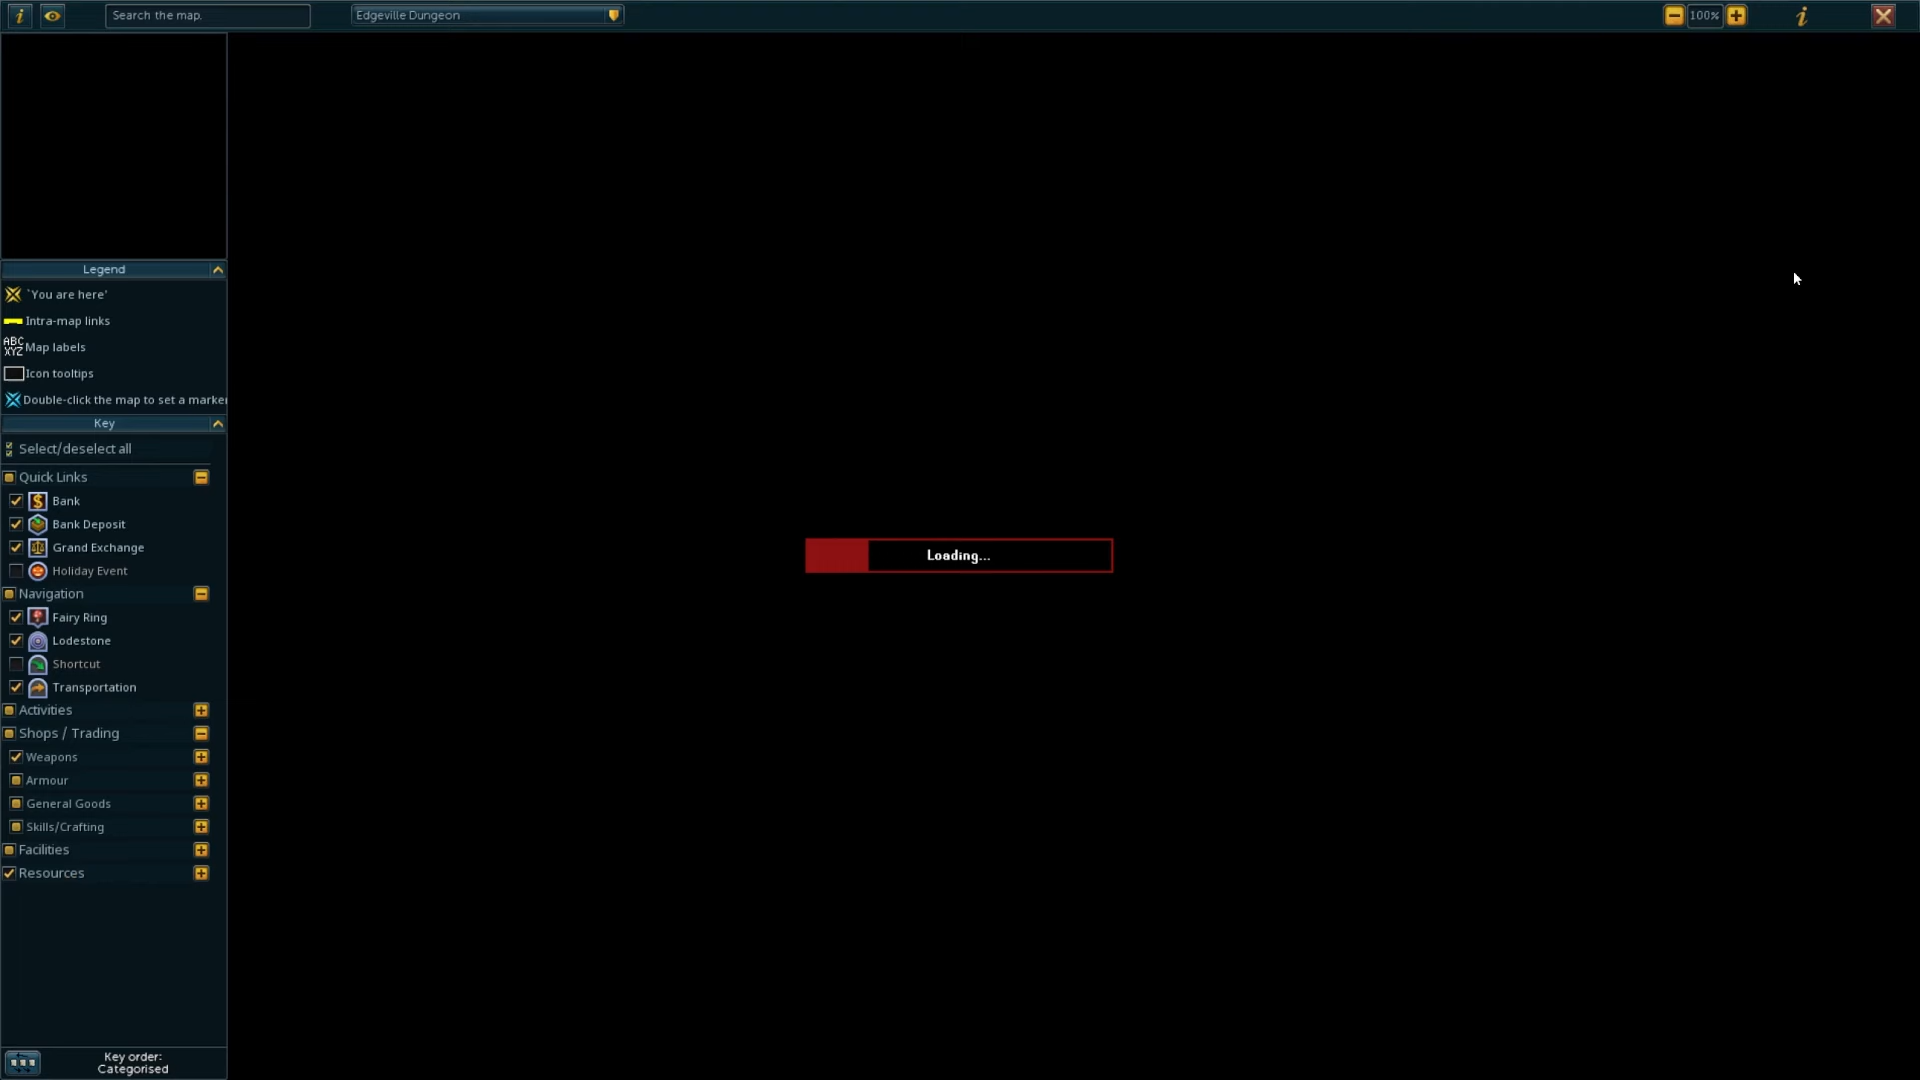 Search the map.
Edgeville Dungeon
100%
Legend
`You are here'
Intra-map links
ABC
XYZ
Map labels
Icon tooltips
Double-click the map to set a marker
Key
Select/deselect all
Quick Links
Bank
Bank Deposit
Grand Exchange
Holiday Event
Navigation
Fairy Ring
Lodestone
Shortcut
Transportation
Activities
Shops / Trading
Weapons
Armour
General Goods
Skills/Crafting
Facilities
Resources
Key order:
Categorised
Loading...